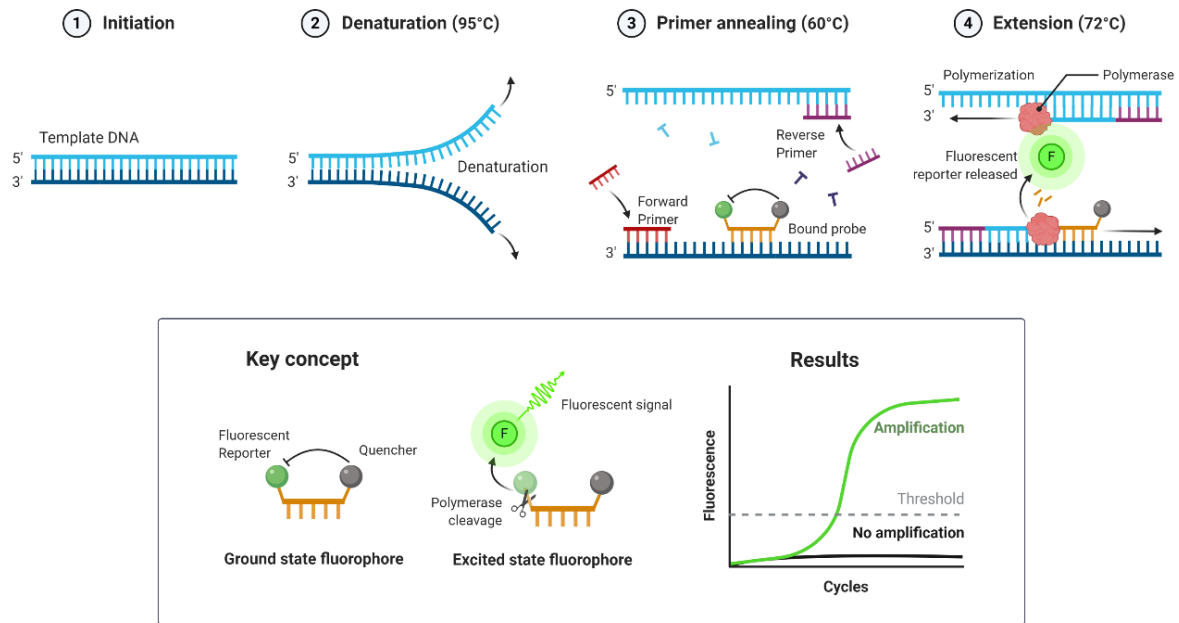 1 Initiation
2 Denaturation (95°C)
3 Primer annealing (60°C)
4 Extension (72°C)
Template DNA
5'
3'
5'
3'
Denaturation
5'
Reverse
Primer
Forward
Primer
Bound probe
3'
Polymerization
Polymerase
5'
3'
F
Fluorescent
reporter released
5'
3'
Key concept
Fluorescent
Reporter
Quencher
Ground state fluorophore
F
Fluorescent signal
Polymerase
cleavage
Excited state fluorophore
Results
Fluorescence
Amplification
Threshold
No amplification
Cycles